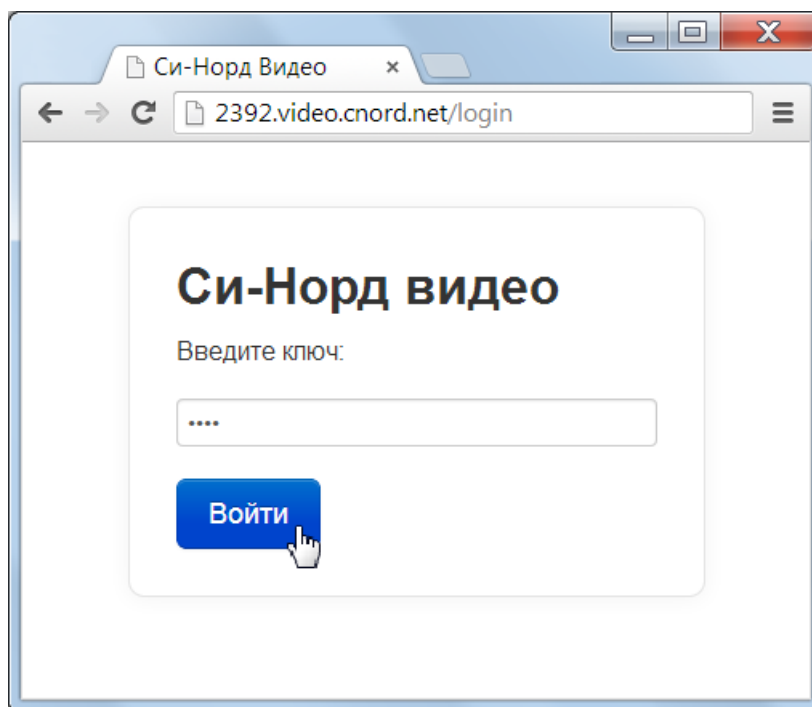 Си-Норд Видео
2392.video.cnord.net/login
Си-Норд видео
Введите ключ:
••••
Войти